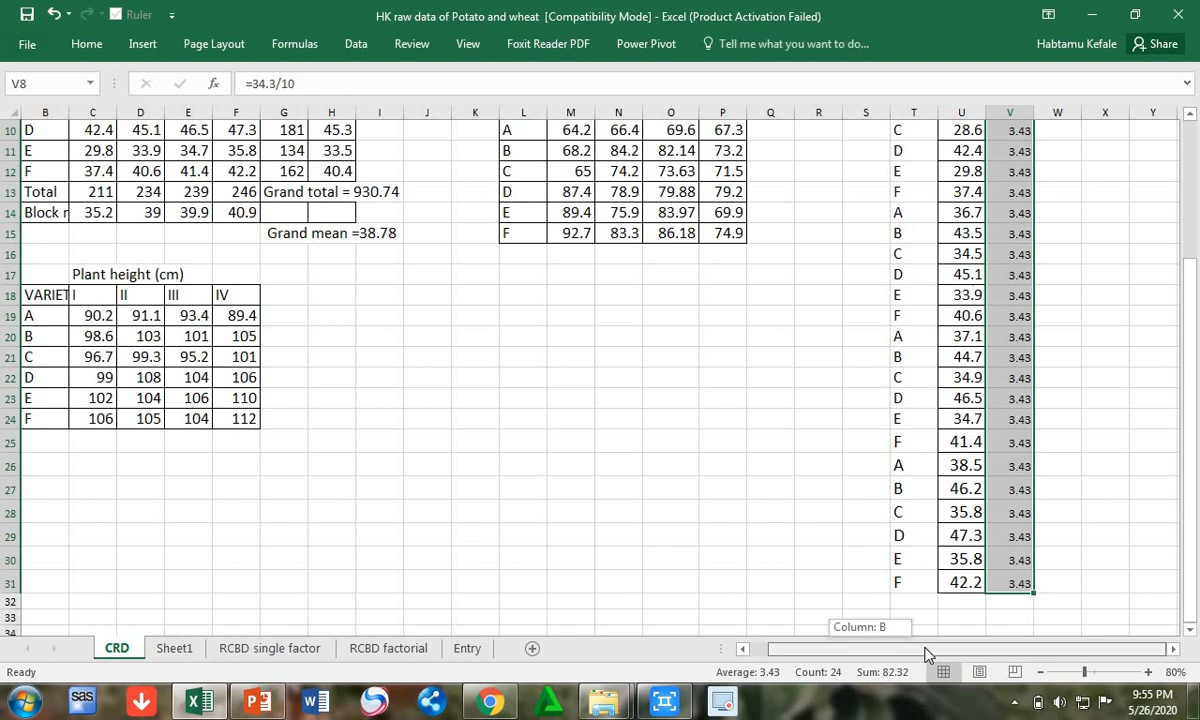 Ruler
HK raw data of Potato and wheat [Compatibility Mode] - Excel (Product Activation Failed)
File Home Insert Page Layout Formulas Data Review View Foxit Reader PDF Power Pivot Tell me what you want to do... Habtamu Kefale Share
V8 fx =34.3/10
B C D E F G H I J K L M N O P Q R S T U V W X Y
10 D 42.4 45.1 46.5 47.3 181 45.3 A 64.2 66.4 69.6 67.3 C 28.6 3.43
11 E 29.8 33.9 34.7 35.8 134 33.5 B 68.2 84.2 82.14 73.2 D 42.4 3.43
12 F 37.4 40.6 41.4 42.2 162 40.4 C 65 74.2 73.63 71.5 E 29.8 3.43
13 Total 211 234 239 246 Grand total = 930.74 D 87.4 78.9 79.88 79.2 F 37.4 3.43
14 Block r 35.2 39 39.9 40.9 E 89.4 75.9 83.97 69.9 A 36.7 3.43
15 Grand mean =38.78 F 92.7 83.3 86.18 74.9 B 43.5 3.43
16 C 34.5 3.43
17 Plant height (cm) D 45.1 3.43
18 VARIET I II III IV E 33.9 3.43
19 A 90.2 91.1 93.4 89.4 F 40.6 3.43
20 B 98.6 103 101 105 A 37.1 3.43
21 C 96.7 99.3 95.2 101 B 44.7 3.43
22 D 99 108 104 106 C 34.9 3.43
23 E 102 104 106 110 D 46.5 3.43
24 F 106 105 104 112 E 34.7 3.43
25 F 41.4 3.43
26 A 38.5 3.43
27 B 46.2 3.43
28 C 35.8 3.43
29 D 47.3 3.43
30 E 35.8 3.43
31 F 42.2 3.43
32
33
34
Column: B
CRD Sheet1 RCBD single factor RCBD factorial Entry
Ready Average: 3.43 Count: 24 Sum: 82.32 80%
sas
9:55 PM
5/26/2020